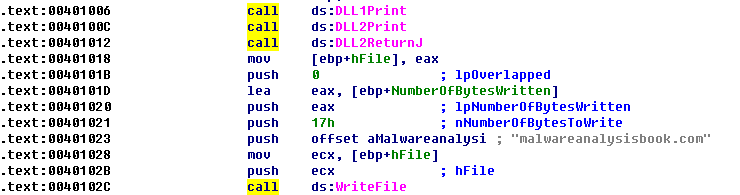 .text:00401006 call ds:DLL1Print
.text:0040100C call ds:DLL2Print
.text:00401012 call ds:DLL2ReturnJ
.text:00401018 mov [ebp+hFile], eax
.text:0040101B push 0 ; lpOverlapped
.text:0040101D lea eax, [ebp+NumberOfBytesWritten]
.text:00401020 push eax ; lpNumberOfBytesWritten
.text:00401021 push 17h ; nNumberOfBytesToWrite
.text:00401023 push offset aMalwareanalysi ; "malwareanalysisbook.com"
.text:00401028 mov ecx, [ebp+hFile]
.text:0040102B push ecx ; hFile
.text:0040102C call ds:WriteFile